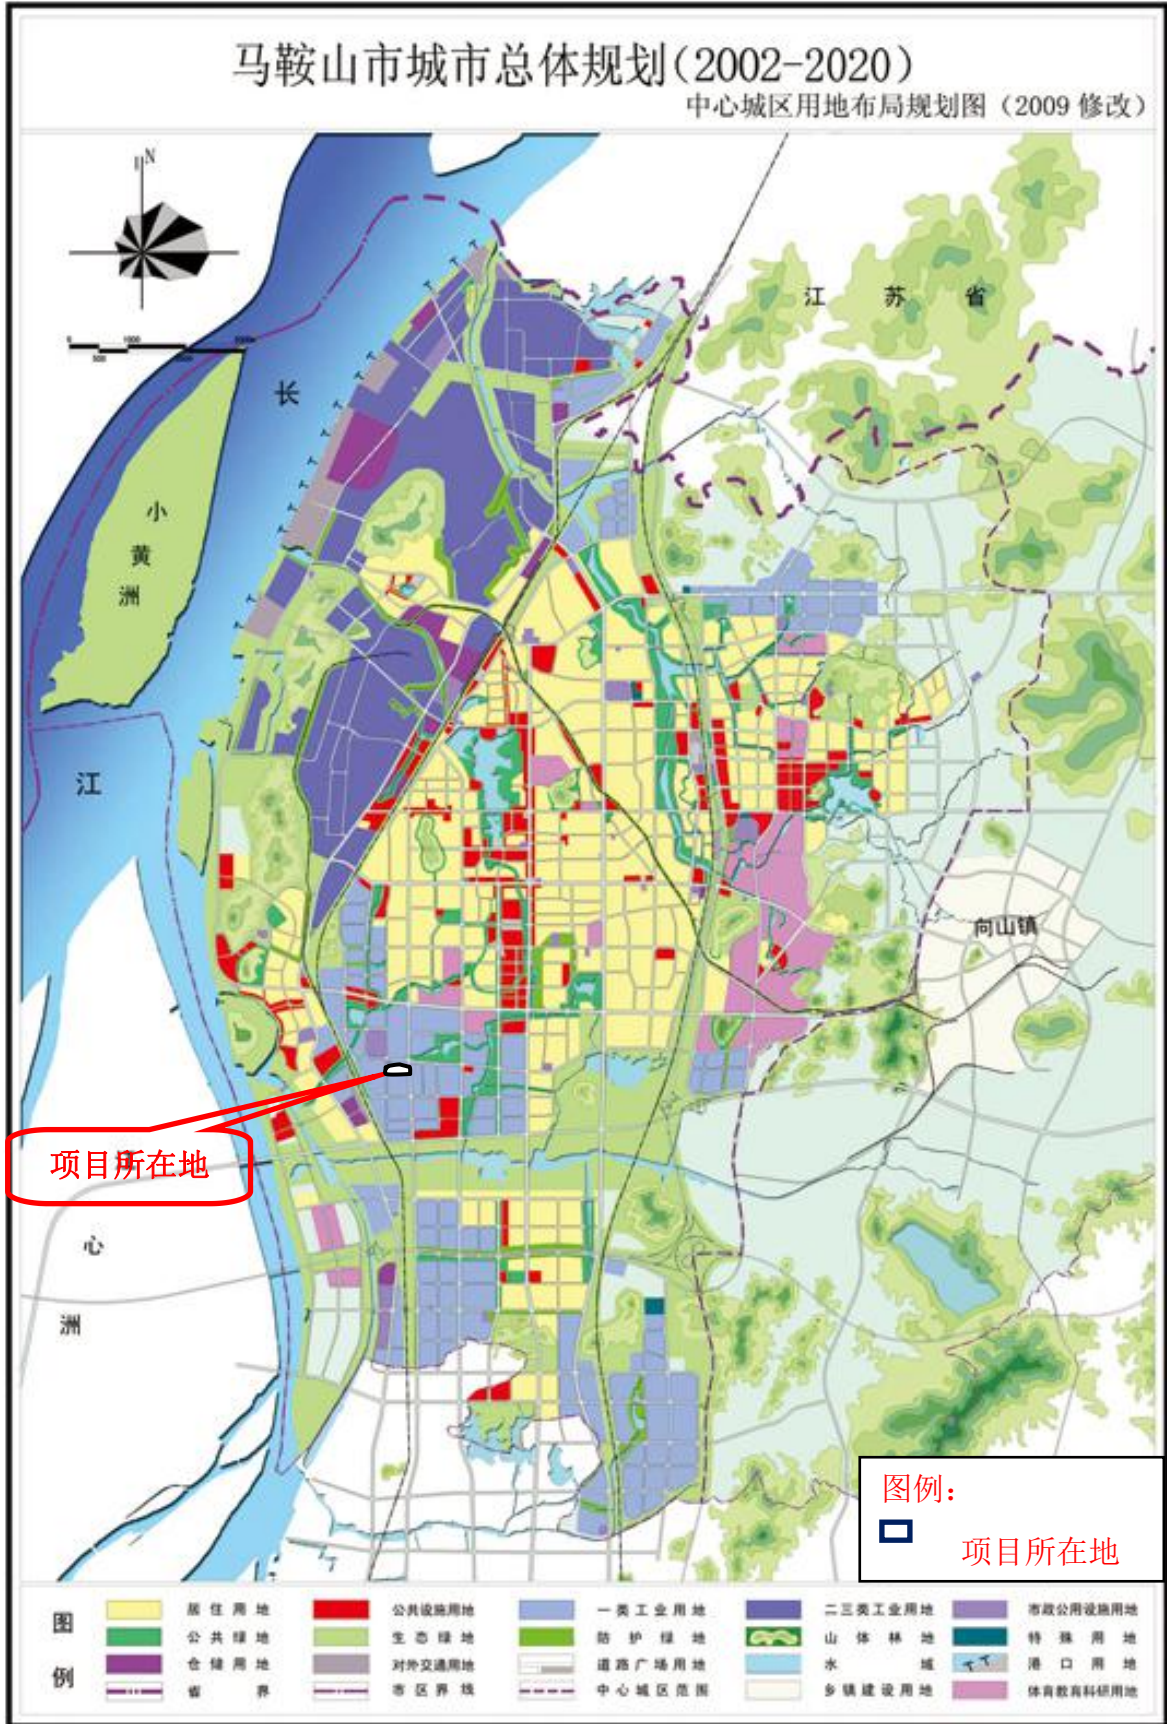 马鞍山市城市总体规划(2002-2020)
中心城区用地布局规划图（2009 修改）
N
0 1000
500
江 苏 省
长
小
黄
洲
江
向山镇
项目所在地
心
洲
图例：
项目所在地
图
例
居住用地 公共设施用地 一类工业用地 二三类工业用地 市政公用设施用地
公共绿地 生态绿地 防护绿地 山体林地 特殊用地
仓储用地 对外交通用地 道路广场用地 水域 港口用地
省界 市区界线 中心城区范围 乡镇建设用地 体育教育科研用地